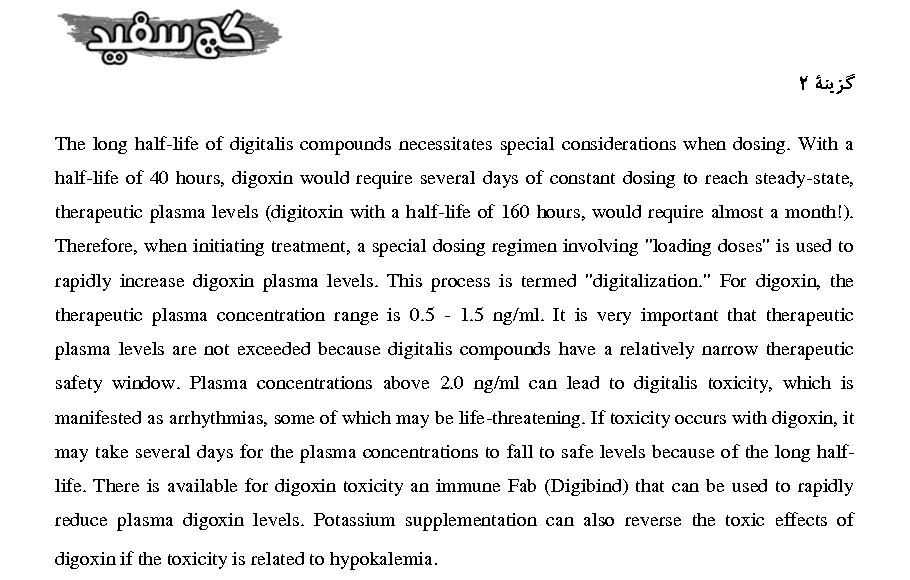 گچ سفید
گزینهٔ ۲
The long half-life of digitalis compounds necessitates special considerations when dosing. With a
half-life of 40 hours, digoxin would require several days of constant dosing to reach steady-state,
therapeutic plasma levels (digitoxin with a half-life of 160 hours, would require almost a month!).
Therefore, when initiating treatment, a special dosing regimen involving "loading doses" is used to
rapidly increase digoxin plasma levels. This process is termed "digitalization." For digoxin, the
therapeutic plasma concentration range is 0.5 - 1.5 ng/ml. It is very important that therapeutic
plasma levels are not exceeded because digitalis compounds have a relatively narrow therapeutic
safety window. Plasma concentrations above 2.0 ng/ml can lead to digitalis toxicity, which is
manifested as arrhythmias, some of which may be life-threatening. If toxicity occurs with digoxin, it
may take several days for the plasma concentrations to fall to safe levels because of the long half-
life. There is available for digoxin toxicity an immune Fab (Digibind) that can be used to rapidly
reduce plasma digoxin levels. Potassium supplementation can also reverse the toxic effects of
digoxin if the toxicity is related to hypokalemia.